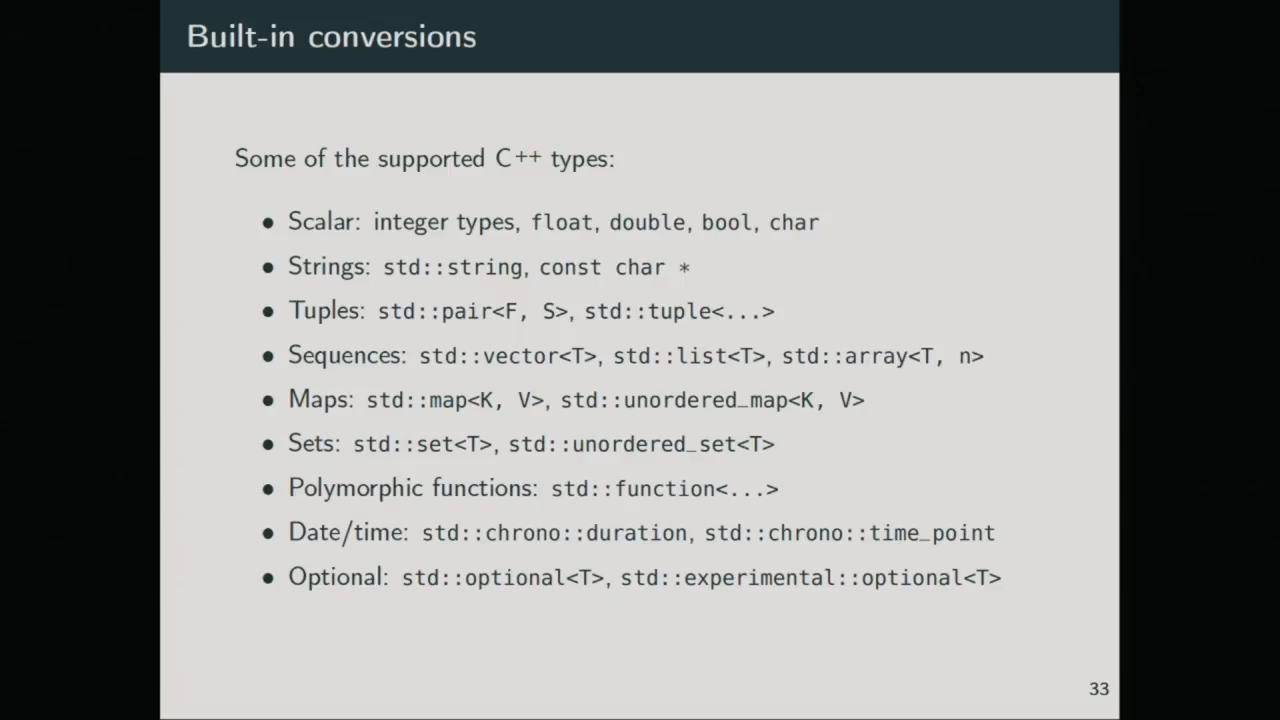 Built-in conversions
Some of the supported C++ types:
• Scalar: integer types, float, double, bool, char
• Strings: std::string, const char *
• Tuples: std::pair<F, S>, std::tuple<...>
• Sequences: std::vector<T>, std::list<T>, std::array<T, n>
• Maps: std::map<K, V>, std::unordered_map<K, V>
• Sets: std::set<T>, std::unordered_set<T>
• Polymorphic functions: std::function<...>
• Date/time: std::chrono::duration, std::chrono::time_point
• Optional: std::optional<T>, std::experimental::optional<T>
33